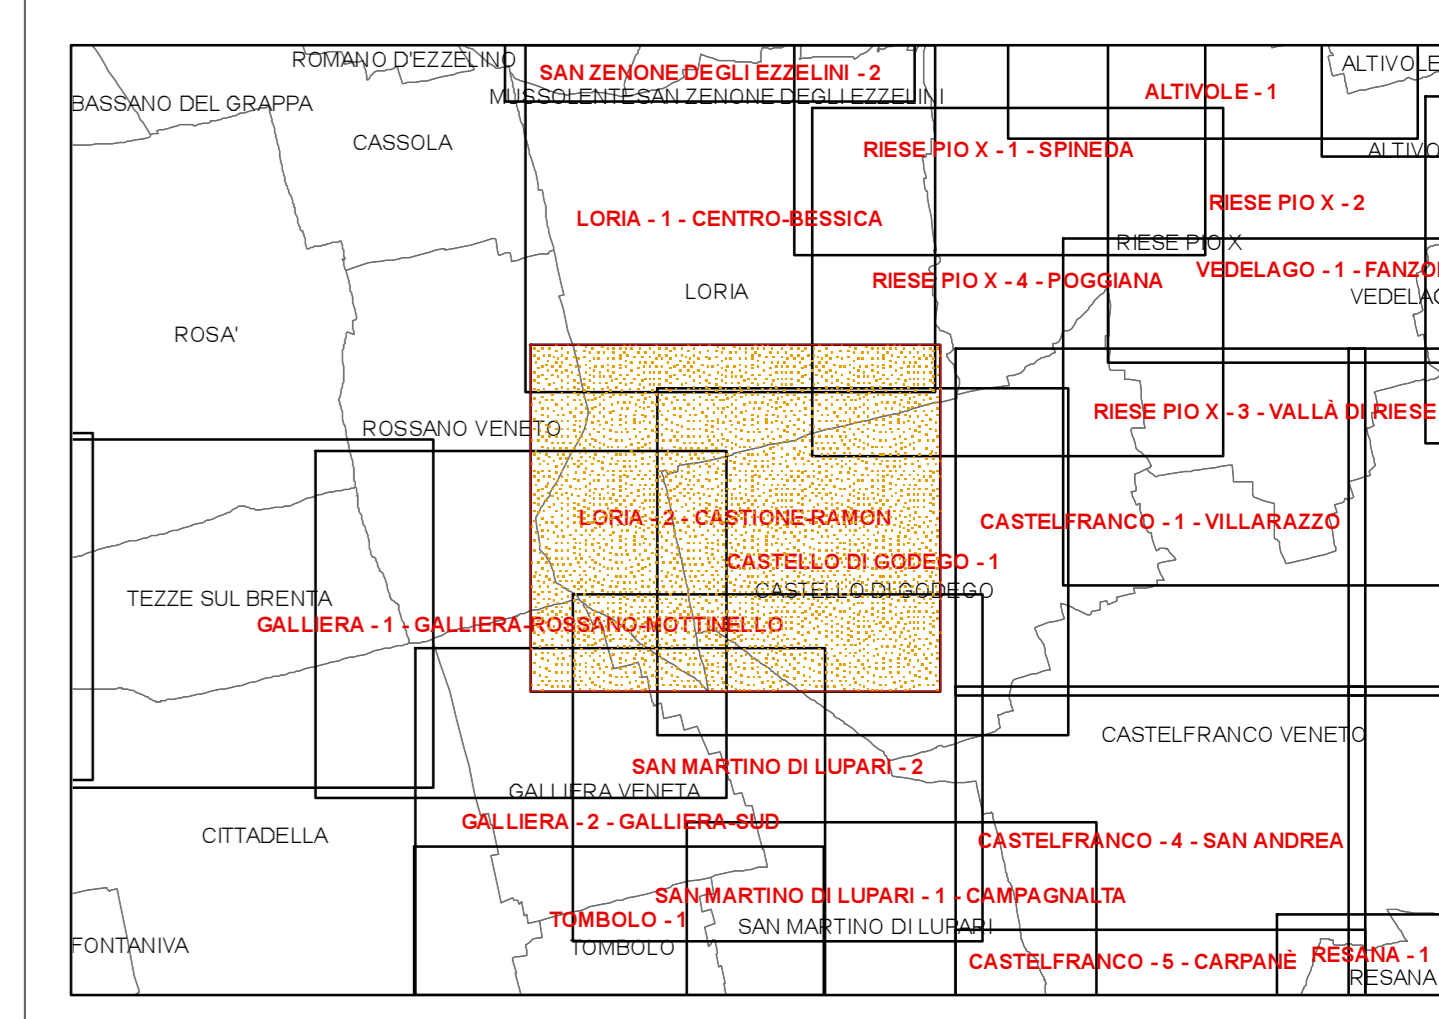 ROMANO D'EZZELINO
ALTIVOLE
SAN ZENONE DEGLI EZZELINI - 2
BASSANO DEL GRAPPA
MUSSOLENTE
SAN ZENONE DEGLI EZZELINI
ALTIVOLE - 1
CASSOLA
RIESE PIO X - 1 - SPINEDA
ALTIVO
LORIA - 1 - CENTRO-BESSICA
RIESE PIO X - 2
RIESE PIO X
RIESE PIO X - 4 - POGGIANA
VEDELAGO - 1 - FANZO
LORIA
VEDELAG
ROSA'
ROSSANO VENETO
RIESE PIO X - 3 - VALLÀ DI RIESE
LORIA - 2 - CASTIONE-RAMON
CASTELFRANCO - 1 - VILLARAZZO
CASTELLO DI GODEGO - 1
CASTELLO DI GODEGO
TEZZE SUL BRENTA
GALLIERA - 1 - GALLIERA-ROSSANO-MOTTINELLO
CASTELFRANCO VENETO
SAN MARTINO DI LUPARI - 2
GALLIERA VENETA
GALLIERA - 2 - GALLIERA-SUD
CITTADELLA
CASTELFRANCO - 4 - SAN ANDREA
SAN MARTINO DI LUPARI - 1 - CAMPAGNALTA
TOMBOLO - 1
SAN MARTINO DI LUPARI
FONTANIVA
TOMBOLO
CASTELFRANCO - 5 - CARPANÈ
RESANA - 1
RESANA